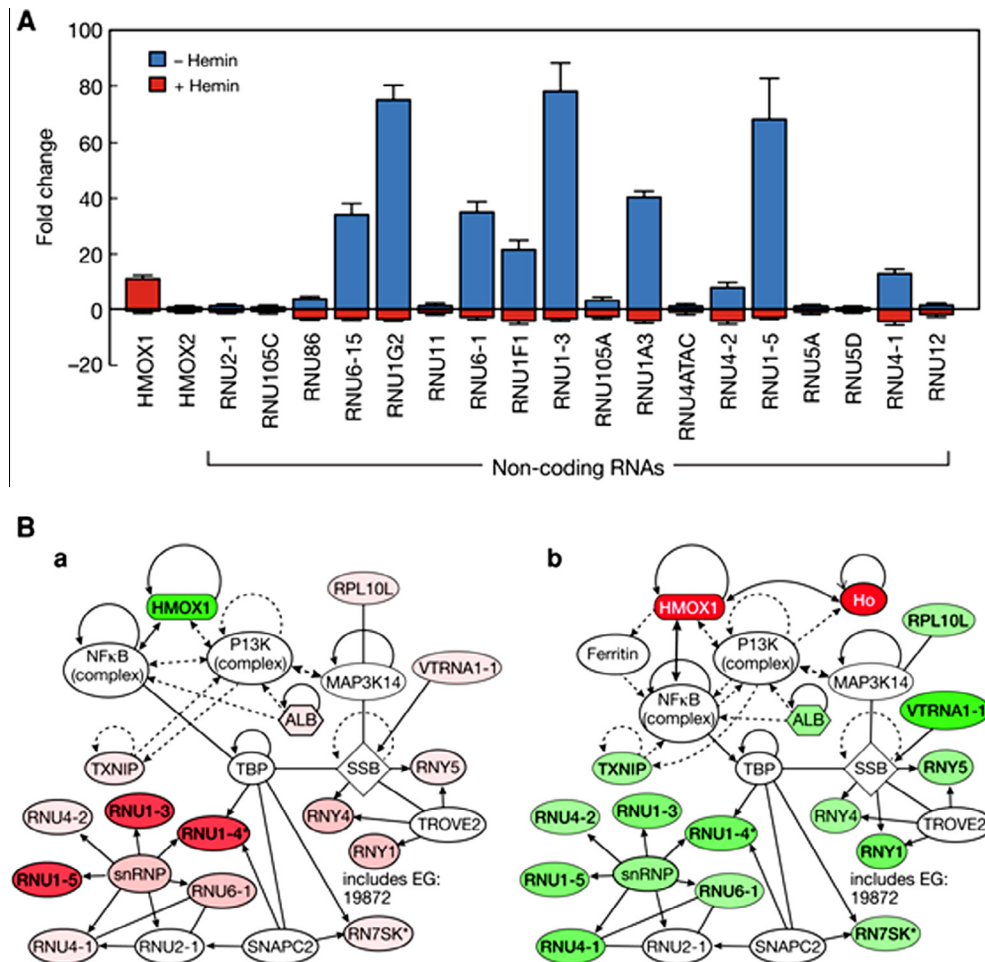 A
100
80
60
40
20
0
−20
Fold change
– Hemin
+ Hemin
HMOX1
HMOX2
RNU2-1
RNU105C
RNU86
RNU6-15
RNU1G2
RNU11
RNU6-1
RNU1F1
RNU1-3
RNU105A
RNU1A3
RNU4ATAC
RNU4-2
RNU1-5
RNU5A
RNU5D
RNU4-1
RNU12
Non-coding RNAs
B
a
HMOX1
RPL10L
NFκB
(complex)
P13K
(complex)
MAP3K14
VTRNA1-1
ALB
TXNIP
TBP
SSB
RNY5
RNU4-2
RNU1-3
RNU1-4*
RNY4
TROVE2
RNY1
includes EG:
19872
RNU1-5
snRNP
RNU6-1
RNU4-1
RNU2-1
SNAPC2
RN7SK*
b
HMOX1
Ho
RPL10L
Ferritin
P13K
(complex)
MAP3K14
NFκB
(complex)
ALB
VTRNA1-1
TXNIP
TBP
SSB
RNY5
RNU4-2
RNU1-3
RNU1-4*
RNY4
TROVE2
RNY1
includes EG:
19872
RNU1-5
snRNP
RNU6-1
RNU4-1
RNU2-1
SNAPC2
RN7SK*